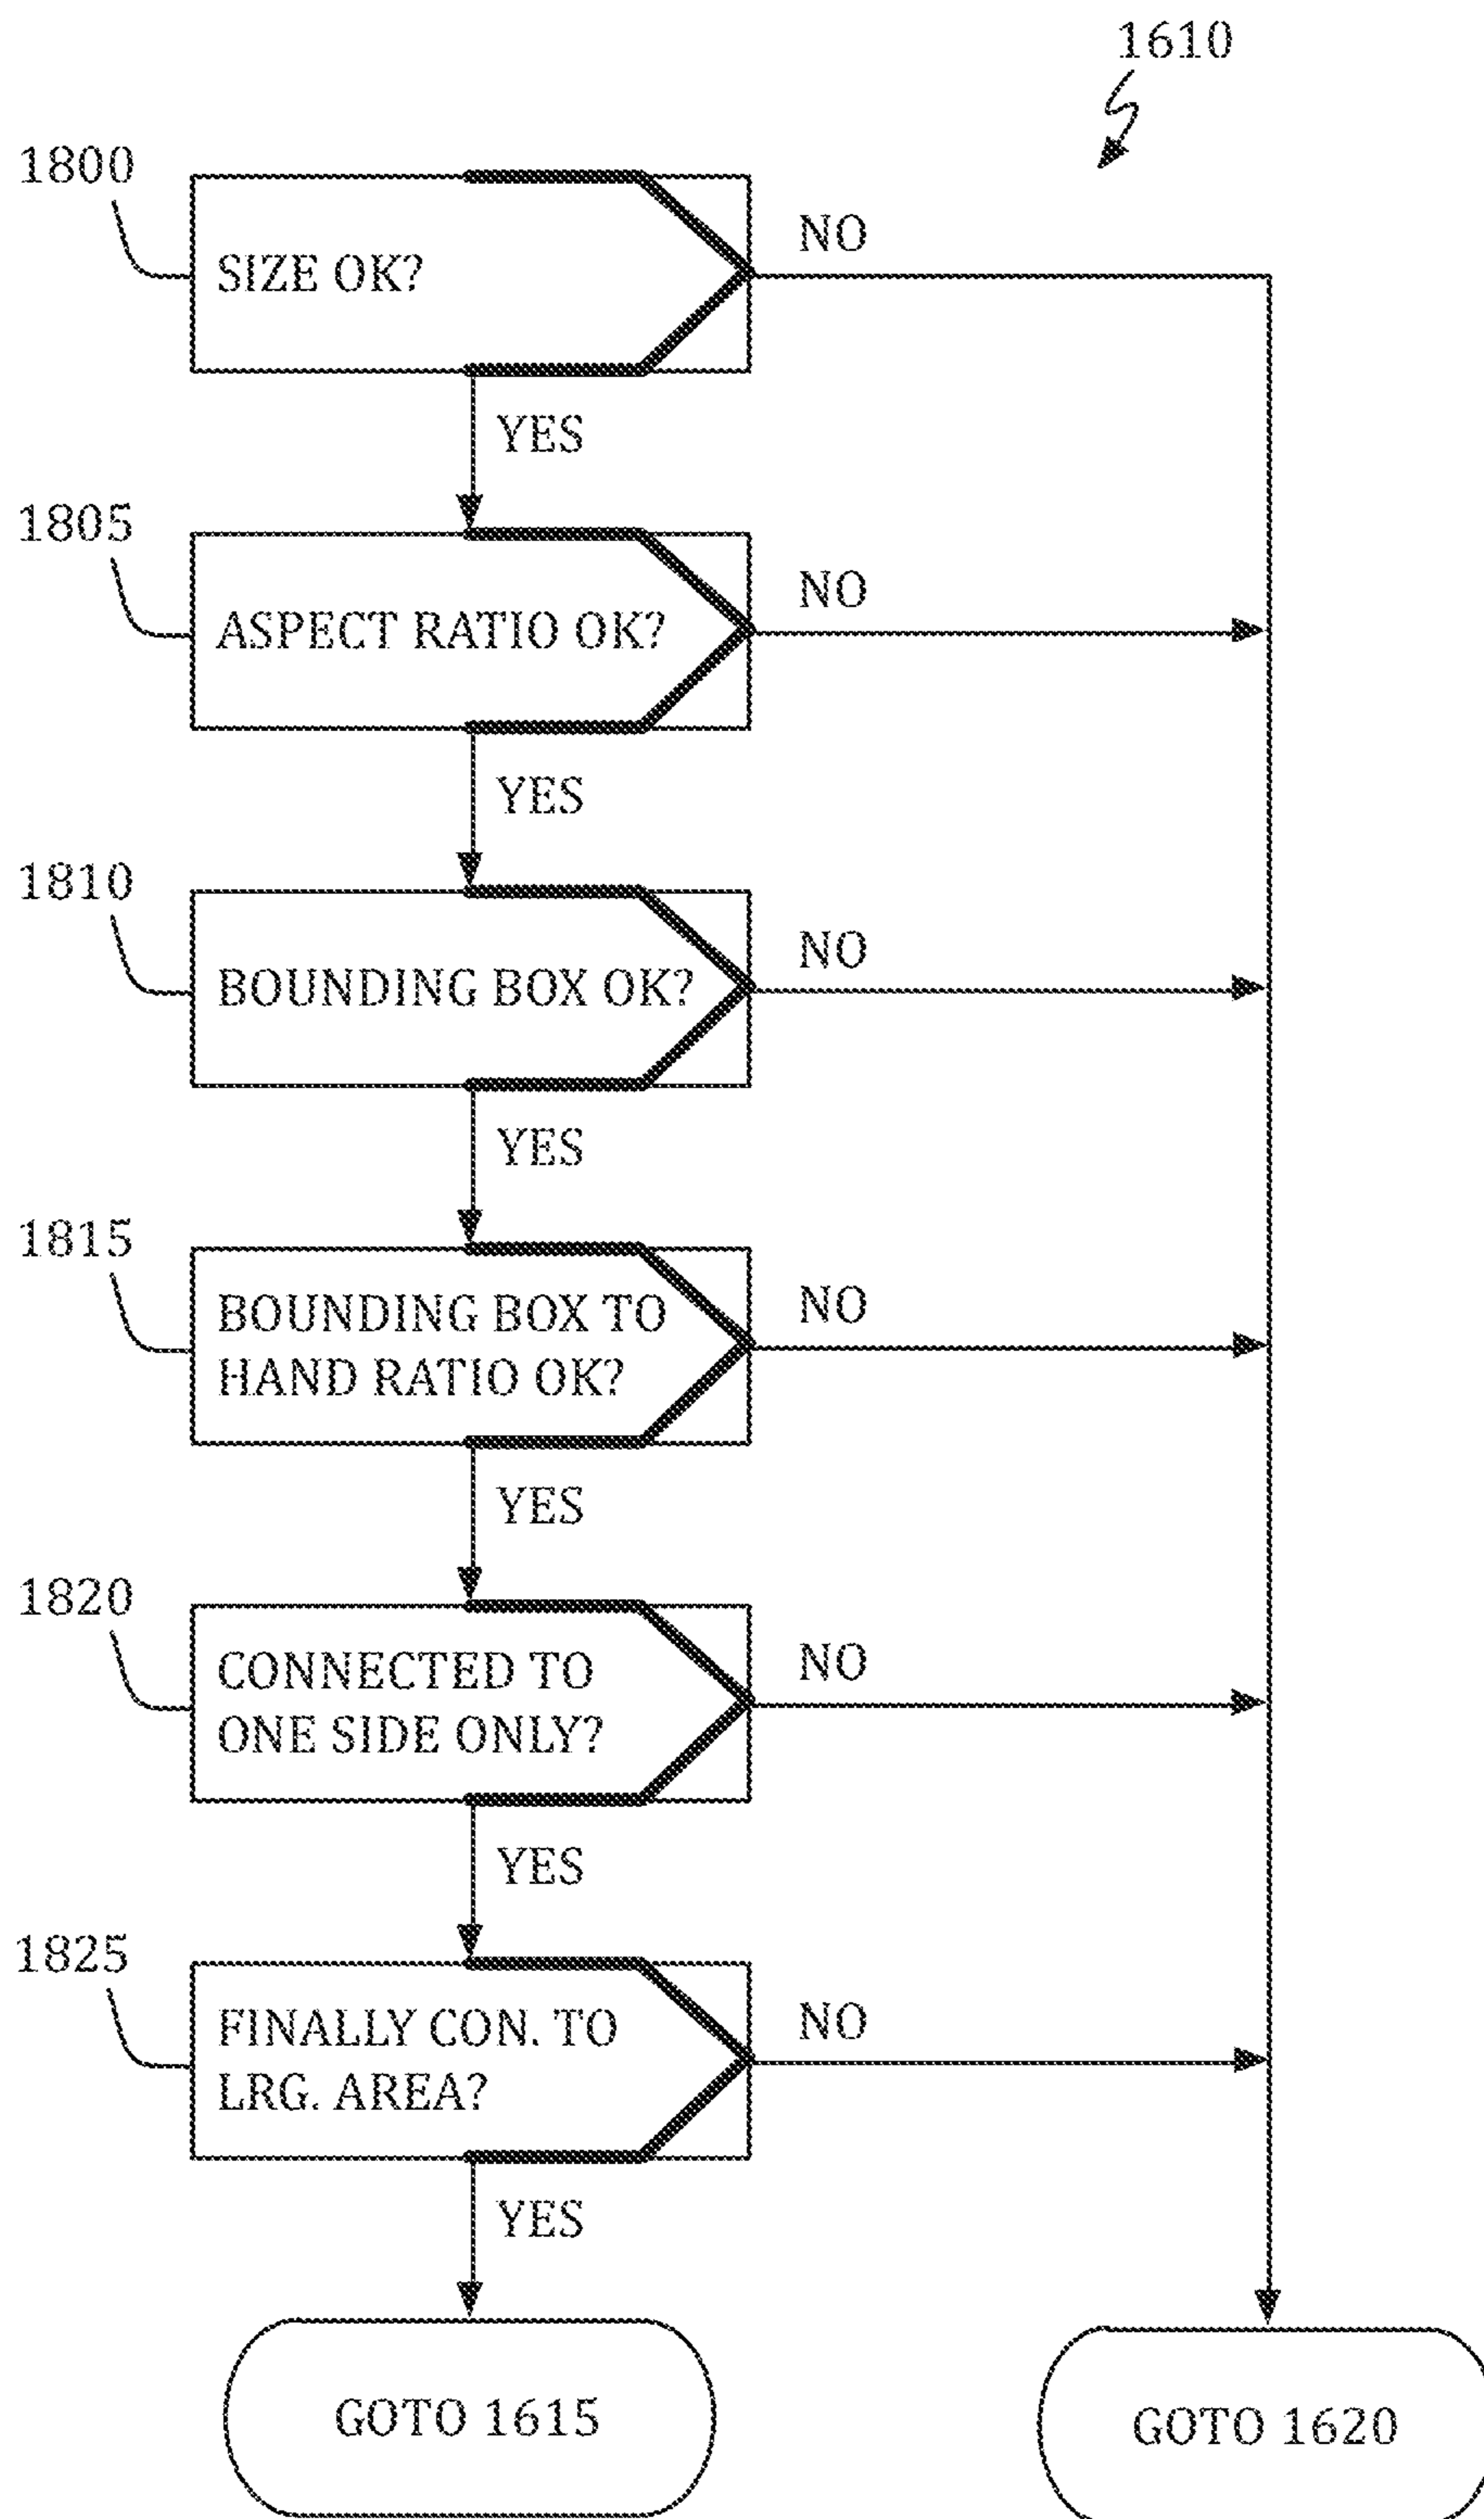 1610
1800
SIZE OK?
NO
YES
1805
ASPECT RATIO OK?
NO
YES
1810
BOUNDING BOX OK?
NO
YES
1815
BOUNDING BOX TO
HAND RATIO OK?
NO
YES
1820
CONNECTED TO
ONE SIDE ONLY?
NO
YES
1825
FINALLY CON. TO
LRG. AREA?
NO
YES
GOTO 1615
GOTO 1620